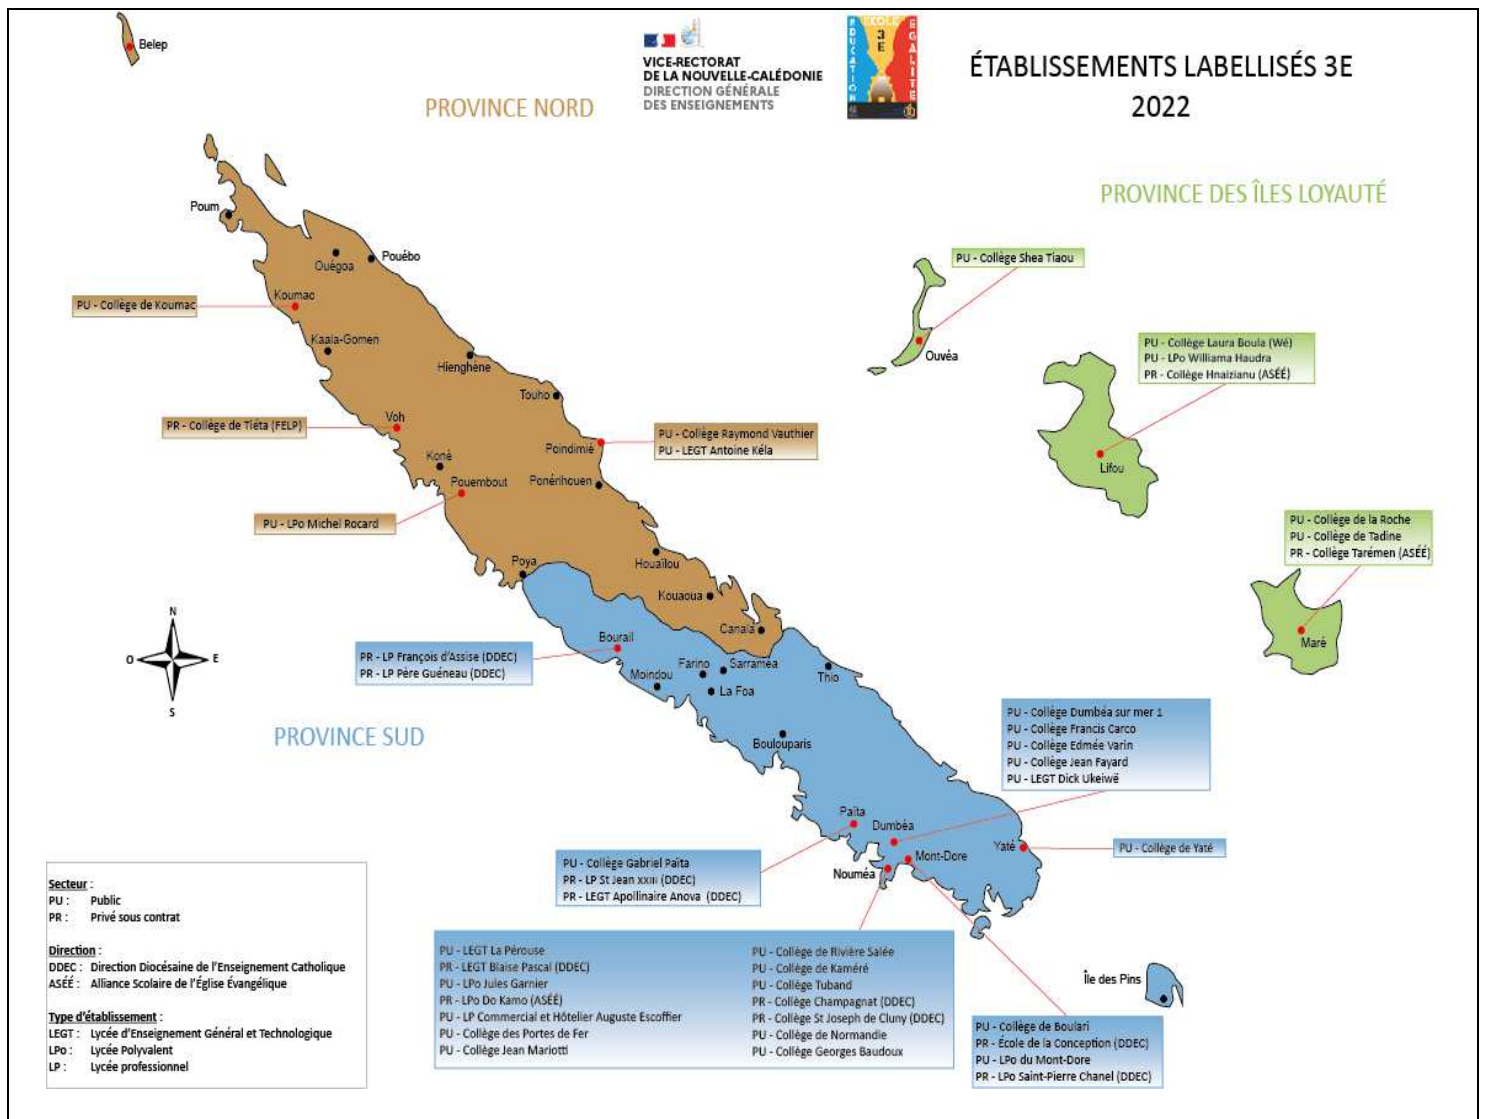 Belep
VICE-RECTORAT
DE LA NOUVELLE-CALÉDONIE
DIRECTION GÉNÉRALE
DES ENSEIGNEMENTS
ÉCOLE
3
E
EDUCATION
EGALITE
ÉTABLISSEMENTS LABELLISÉS 3E
2022
PROVINCE NORD
PROVINCE DES ÎLES LOYAUTÉ
Poum
Ouégoa
Pouébo
PU - Collège de Koumac
Koumac
Kaala-Gomen
Hienghène
Touho
PR - Collège de Tiéta (FELP)
Voh
Koné
Pouembout
Poindimié
Ponérihouen
PU - Collège Raymond Vauthier
PU - LEGT Antoine Kéla
PU - LPo Michel Rocard
Poya
Houaïlou
Kouaoua
Canala
PU - Collège Shea Tiaou
Ouvéa
PU - Collège Laura Boula (Wé)
PU - LPo Williama Haudra
PR - Collège Hnaizianu (ASÉÉ)
Lifou
PU - Collège de la Roche
PU - Collège de Tadine
PR - Collège Tarémen (ASÉÉ)
Maré
N
O
E
S
PR - LP François d'Assise (DDEC)
PR - LP Père Guéneau (DDEC)
Bourail
Moindou
Farino
Sarraméa
La Foa
Thio
Boulouparis
PROVINCE SUD
PU - Collège Dumbéa sur mer 1
PU - Collège Francis Carco
PU - Collège Edmée Varin
PU - Collège Jean Fayard
PU - LEGT Dick Ukeiwë
Païta
Dumbéa
Mont-Dore
Nouméa
Yaté
PU - Collège de Yaté
PU - Collège Gabriel Païta
PR - LP St Jean XXIII (DDEC)
PR - LEGT Apollinaire Anova (DDEC)
PU - LEGT La Pérouse
PR - LEGT Blaise Pascal (DDEC)
PU - LPo Jules Garnier
PR - LPo Do Kamo (ASÉÉ)
PU - LP Commercial et Hôtelier Auguste Escoffier
PU - Collège des Portes de Fer
PU - Collège Jean Mariotti
PU - Collège de Rivière Salée
PU - Collège de Kaméré
PU - Collège Tuband
PR - Collège Champagnat (DDEC)
PR - Collège St Joseph de Cluny (DDEC)
PU - Collège de Normandie
PU - Collège Georges Baudoux
Île des Pins
PU - Collège de Boulari
PR - École de la Conception (DDEC)
PU - LPo du Mont-Dore
PR - LPo Saint-Pierre Chanel (DDEC)
Secteur :
PU : Public
PR : Privé sous contrat
Direction :
DDEC : Direction Diocésaine de l'Enseignement Catholique
ASÉÉ : Alliance Scolaire de l'Église Évangélique
Type d'établissement :
LEGT : Lycée d'Enseignement Général et Technologique
LPo : Lycée Polyvalent
LP : Lycée professionnel